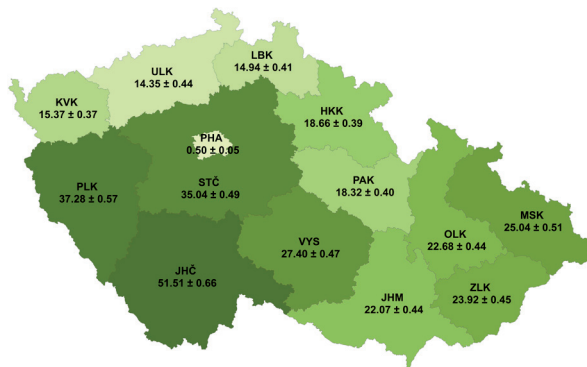 LBK
14.94 ± 0.41
ULK
14.35 ± 0.44
KVK
15.37 ± 0.37
HKK
18.66 ± 0.39
PHA
0.50 ± 0.05
PLK
37.28 ± 0.57
STČ
35.04 ± 0.49
PAK
18.32 ± 0.40
MSK
25.04 ± 0.51
OLK
22.68 ± 0.44
VYS
27.40 ± 0.47
JHČ
51.51 ± 0.66
ZLK
23.92 ± 0.45
JHM
22.07 ± 0.44